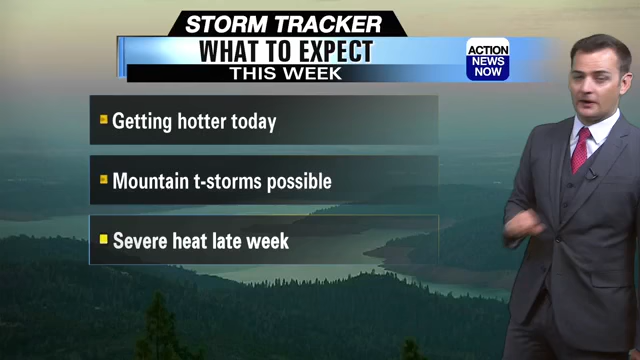 STORM TRACKER
WHAT TO EXPECT
THIS WEEK
ACTION
NEWS
NOW
Getting hotter today
Mountain t-storms possible
Severe heat late week